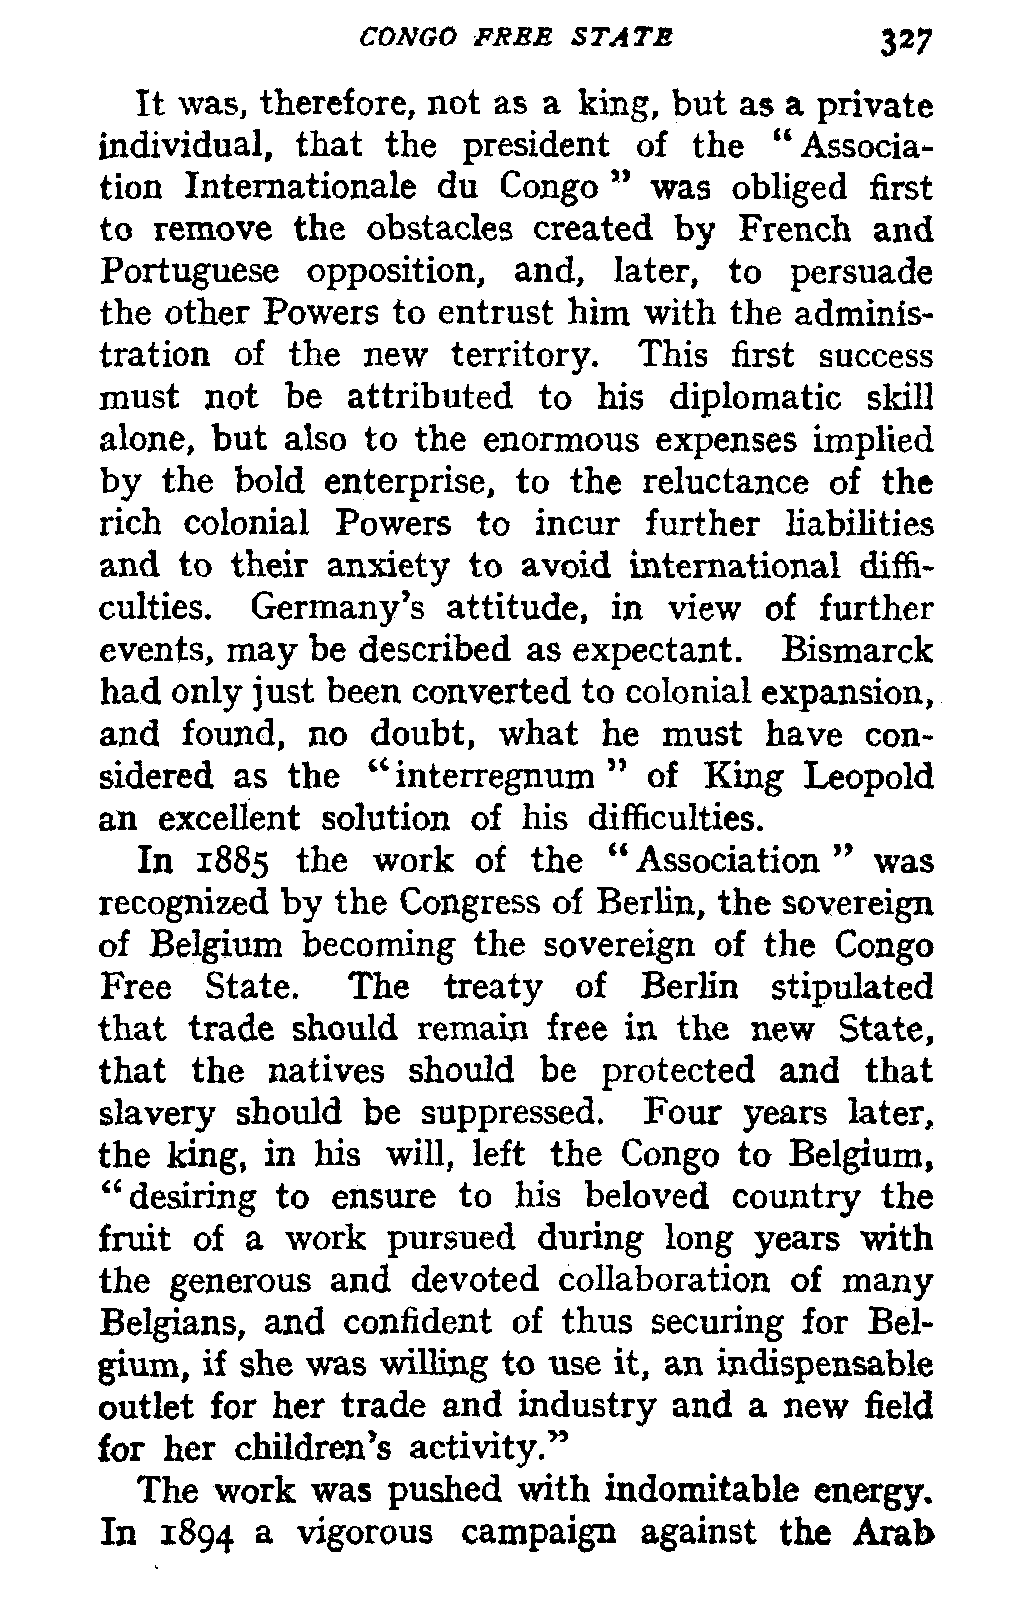 CONGO FREE STATE 327
It was, therefore, not as a king, but as a private
individual, that the president of the “ Associa-
tion Internationale du Congo ” was obliged first
to remove the obstacles created by French and
Portuguese opposition, and, later, to persuade
the other Powers to entrust him with the adminis-
tration of the new territory. This first success
must not be attributed to his diplomatic skill
alone, but also to the enormous expenses implied
by the bold enterprise, to the reluctance of the
rich colonial Powers to incur further liabilities
and to their anxiety to avoid international diffi-
culties. Germany’s attitude, in view of further
events, may be described as expectant. Bismarck
had only just been converted to colonial expansion,
and found, no doubt, what he must have con-
sidered as the “ interregnum ” of King Leopold
an excellent solution of his difficulties.
In 1885 the work of the “ Association ” was
recognized by the Congress of Berlin, the sovereign
of Belgium becoming the sovereign of the Congo
Free State. The treaty of Berlin stipulated
that trade should remain free in the new State,
that the natives should be protected and that
slavery should be suppressed. Four years later,
the king, in his will, left the Congo to Belgium,
“ desiring to ensure to his beloved country the
fruit of a work pursued during long years with
the generous and devoted collaboration of many
Belgians, and confident of thus securing for Bel-
gium, if she was willing to use it, an indispensable
outlet for her trade and industry and a new field
for her children’s activity.”
The work was pushed with indomitable energy.
In 1894 a vigorous campaign against the Arab